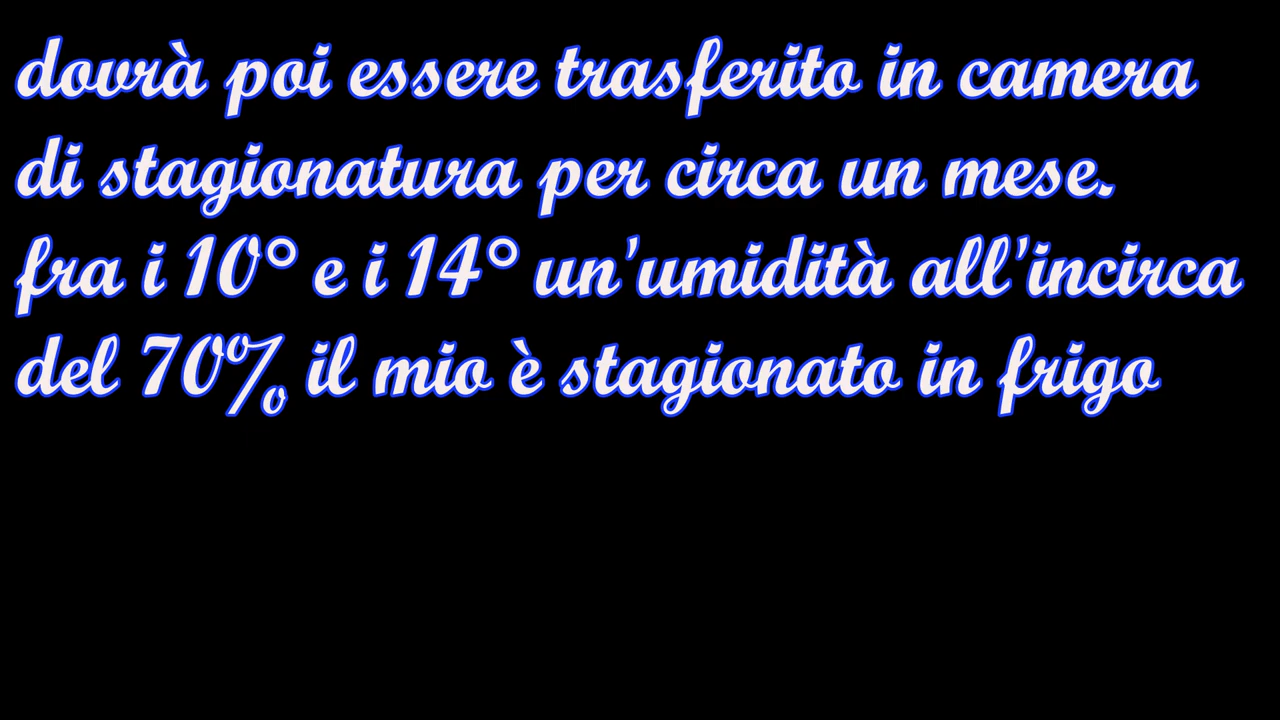 dovrà poi essere trasferito in camera
di stagionatura per circa un mese.
fra i 10° e i 14° un'umidità all'incirca
del 70% il mio è stagionato in frigo